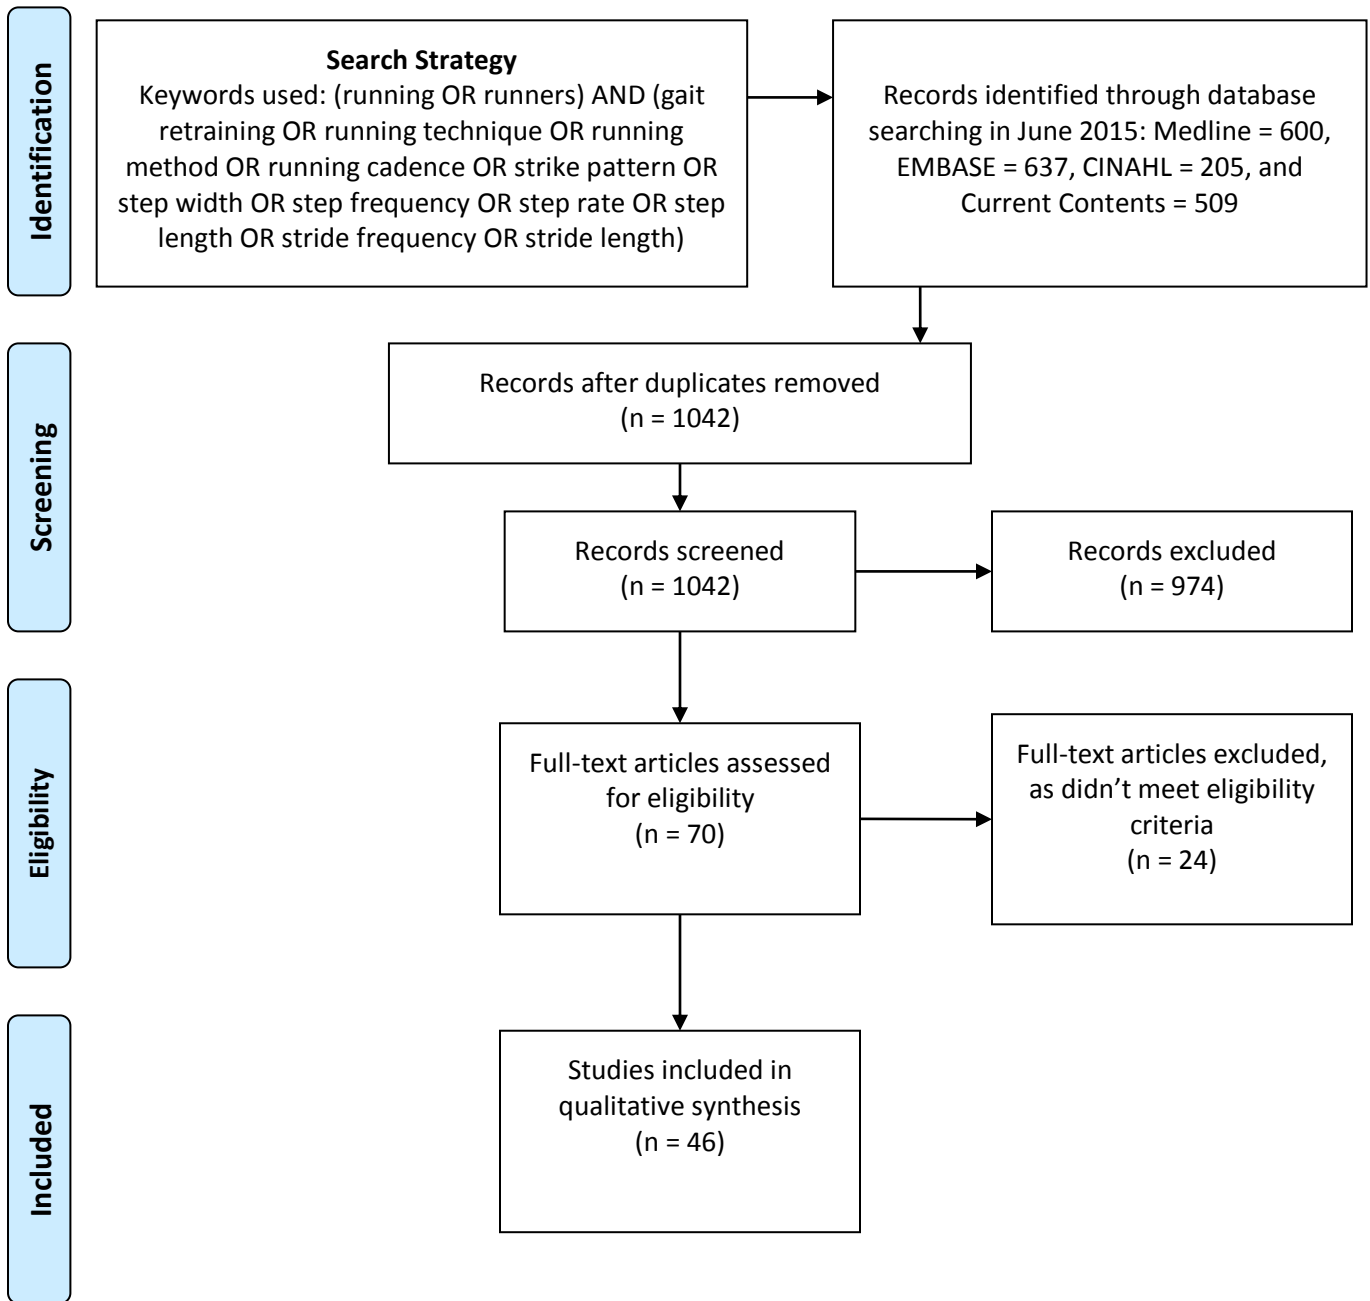 Identification
Search Strategy
Keywords used: (running OR runners) AND (gait
retraining OR running technique OR running
method OR running cadence OR strike pattern OR
step width OR step frequency OR step rate OR step
length OR stride frequency OR stride length)
Records identified through database
searching in June 2015: Medline = 600,
EMBASE = 637, CINAHL = 205, and
Current Contents = 509
Screening
Records after duplicates removed
(n = 1042)
Records screened
(n = 1042)
Records excluded
(n = 974)
Eligibility
Full-text articles assessed
for eligibility
(n = 70)
Full-text articles excluded,
as didn’t meet eligibility
criteria
(n = 24)
Included
Studies included in
qualitative synthesis
(n = 46)